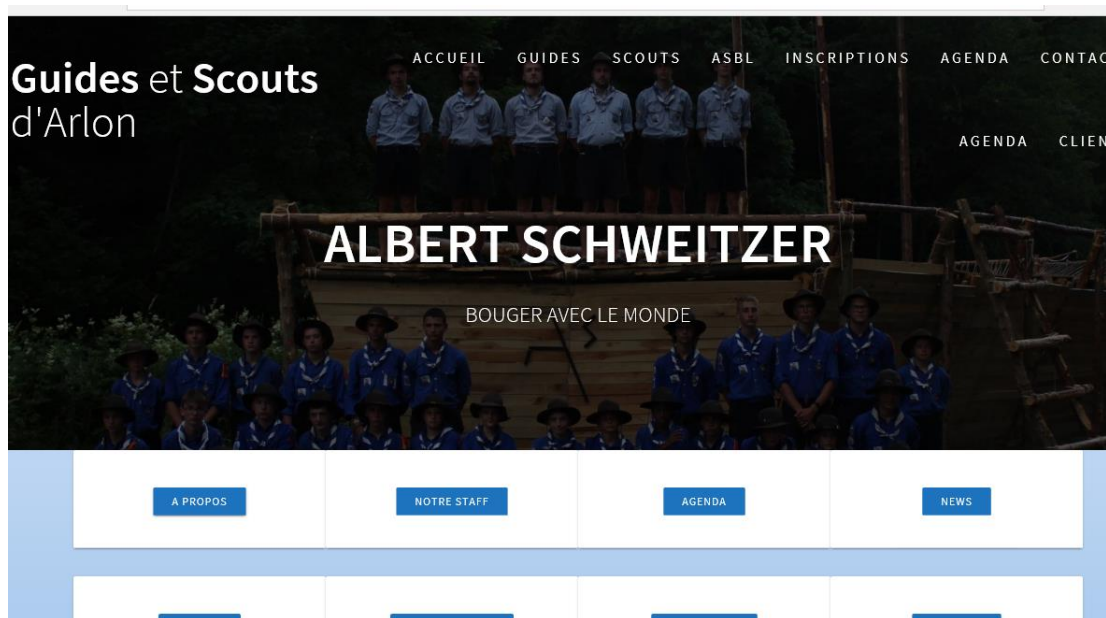 Guides et Scouts
d'Arlon
ACCUEIL GUIDES SCOUTS ASBL INSCRIPTIONS AGENDA
AGENDA
ALBERT SCHWEITZER
BOUGER AVEC LE MONDE
A PROPOS NOTRE STAFF AGENDA NEWS